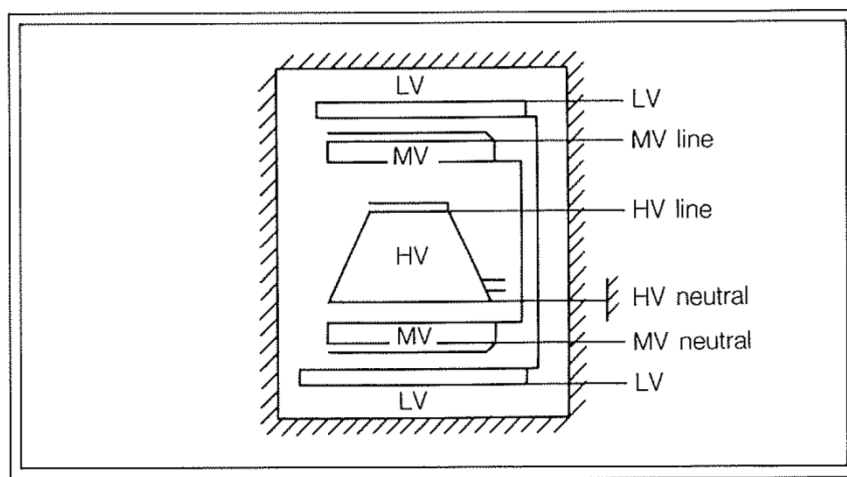 LV
LV
MV line
MV
HV line
HV
HV neutral
MV
MV neutral
LV
LV